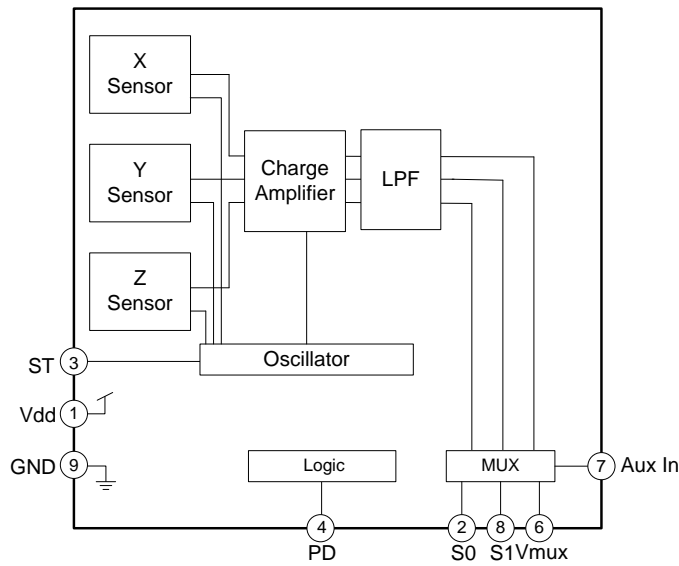 X
Sensor
Y
Sensor
Z
Sensor
Charge
Amplifier
LPF
Oscillator
ST
3
Vdd
1
GND
9
Logic
MUX
7
Aux In
4
2
8
6
PD
S0
S1
Vmux